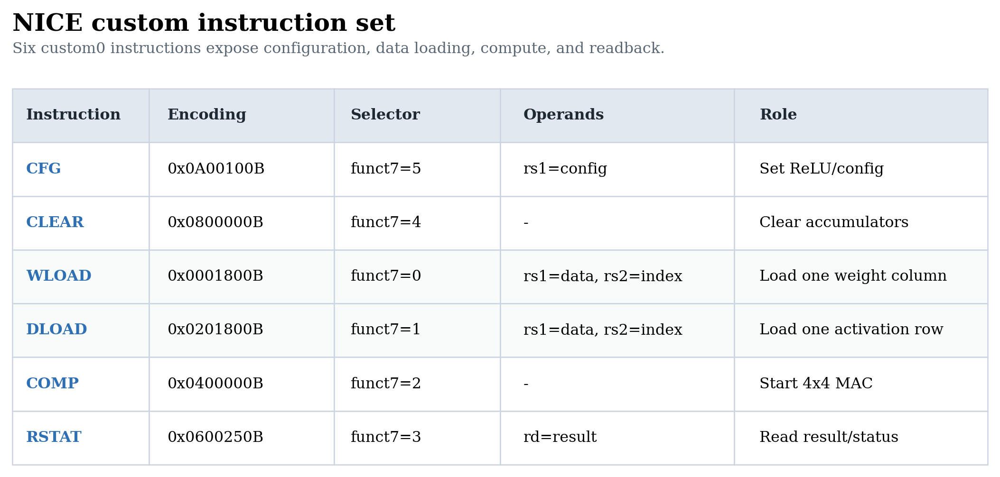 NICE custom instruction set
Six custom0 instructions expose configuration, data loading, compute, and readback.
Instruction Encoding Selector Operands Role
CFG 0x0A00100B funct7=5 rs1=config Set ReLU/config
CLEAR 0x0800000B funct7=4 - Clear accumulators
WLOAD 0x0001800B funct7=0 rs1=data, rs2=index Load one weight column
DLOAD 0x0201800B funct7=1 rs1=data, rs2=index Load one activation row
COMP 0x0400000B funct7=2 - Start 4x4 MAC
RSTAT 0x0600250B funct7=3 rd=result Read result/status